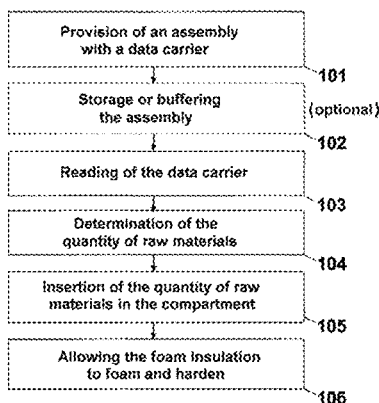 Provision of an assembly
with a data carrier
101
Storage or buffering
the assembly
(optional)
102
Reading of the data carrier
103
Determination of the
quantity of raw materials
104
Insertion of the quantity of raw
materials in the compartment
105
Allowing the foam insulation
to foam and harden
106